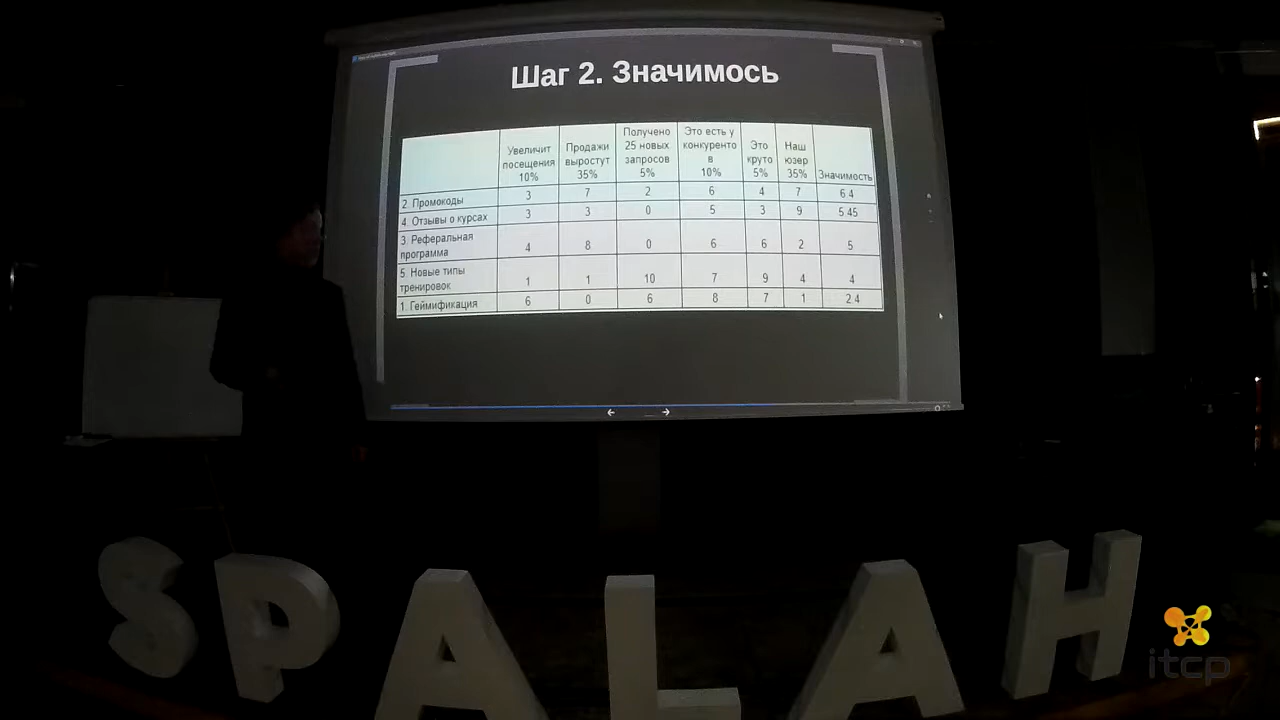 Шаг 2. Значимось
Увеличит посещения 10% Продажи выростут 35% Получено 25 новых запросов 5% Это есть у конкуренто в 10% Это круто 5% Наш юзер 35% Значимость
2. Промокоды 3 7 2 6 4 7 6.4
4. Отзывы о курсах 3 3 0 5 3 9 5.45
3. Реферальная программа 4 8 0 6 6 2 5
5. Новые типы тренировок 1 1 10 7 9 4 4
1. Геймификация 6 0 6 8 7 1 2.4
SPALAH
itcp